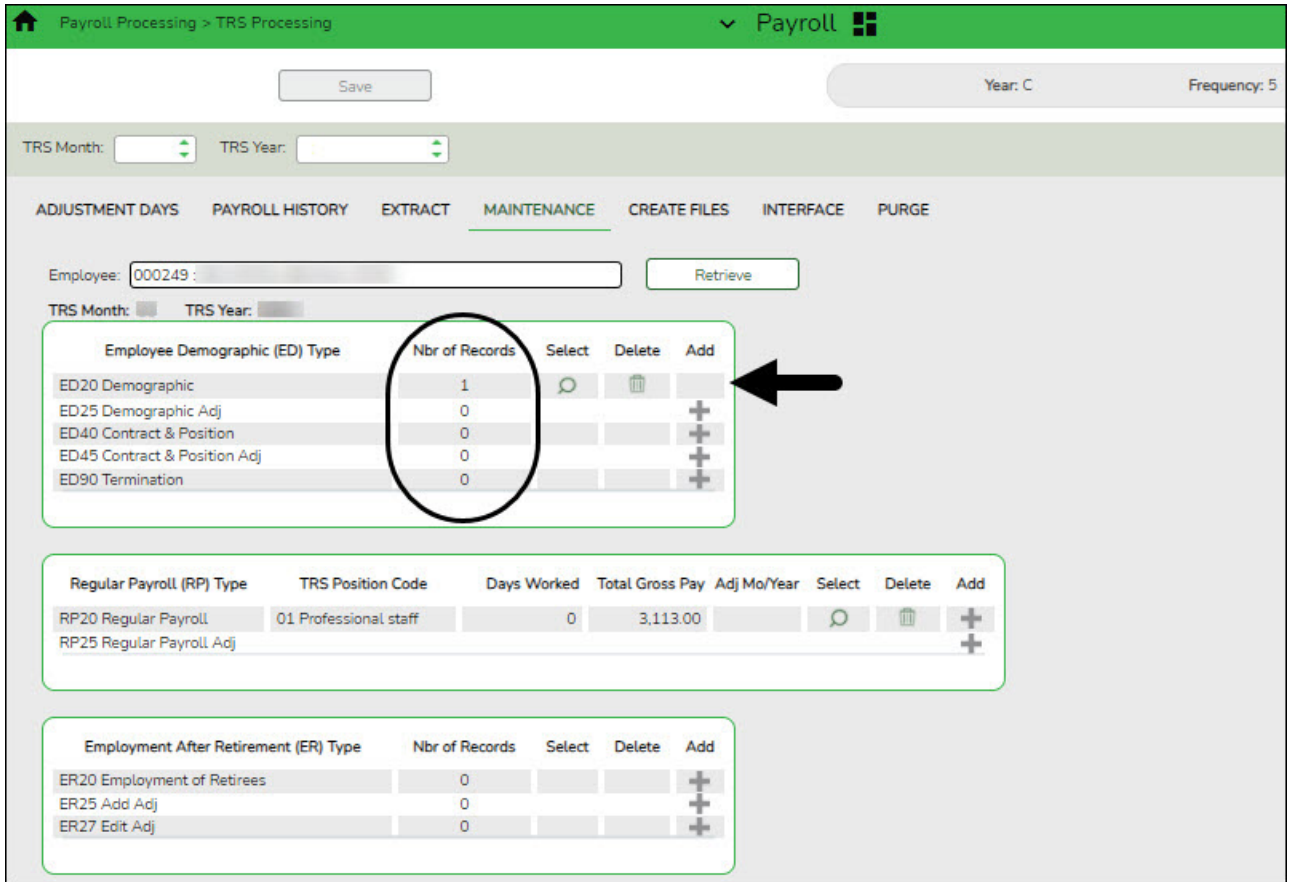 Payroll Processing > TRS Processing
Payroll
Save
Year: C
Frequency: 5
TRS Month:
TRS Year:
ADJUSTMENT DAYS PAYROLL HISTORY EXTRACT MAINTENANCE CREATE FILES INTERFACE PURGE
Employee: 000249 :
Retrieve
TRS Month: TRS Year:
Employee Demographic (ED) Type Nbr of Records Select Delete Add
ED20 Demographic 1
ED25 Demographic Adj 0
ED40 Contract & Position 0
ED45 Contract & Position Adj 0
ED90 Termination 0
Regular Payroll (RP) Type TRS Position Code Days Worked Total Gross Pay Adj Mo/Year Select Delete Add
RP20 Regular Payroll 01 Professional staff 0 3,113.00
RP25 Regular Payroll Adj
Employment After Retirement (ER) Type Nbr of Records Select Delete Add
ER20 Employment of Retirees 0
ER25 Add Adj 0
ER27 Edit Adj 0